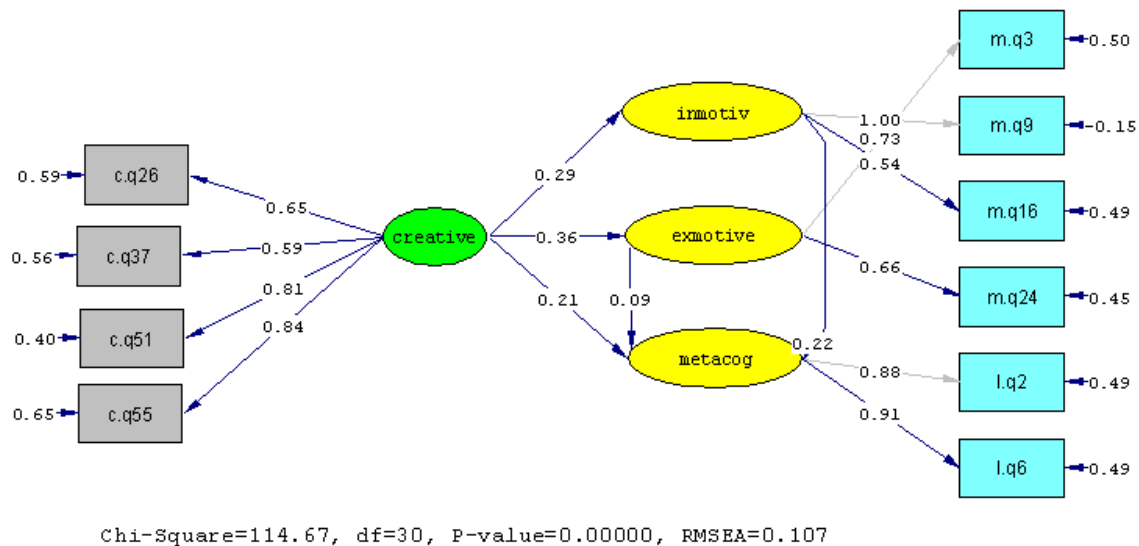 m.q3
0.50
1.00
m.q9
-0.15
inmotiv
0.73
0.54
0.59
c.q26
0.29
m.q16
0.49
0.65
creative
0.36
exmotive
0.56
c.q37
0.59
0.66
m.q24
0.45
0.81
0.21
0.09
0.40
c.q51
0.84
metacog
0.22
0.88
l.q2
0.49
0.65
c.q55
0.91
l.q6
0.49
Chi-Square=114.67, df=30, P-value=0.00000, RMSEA=0.107